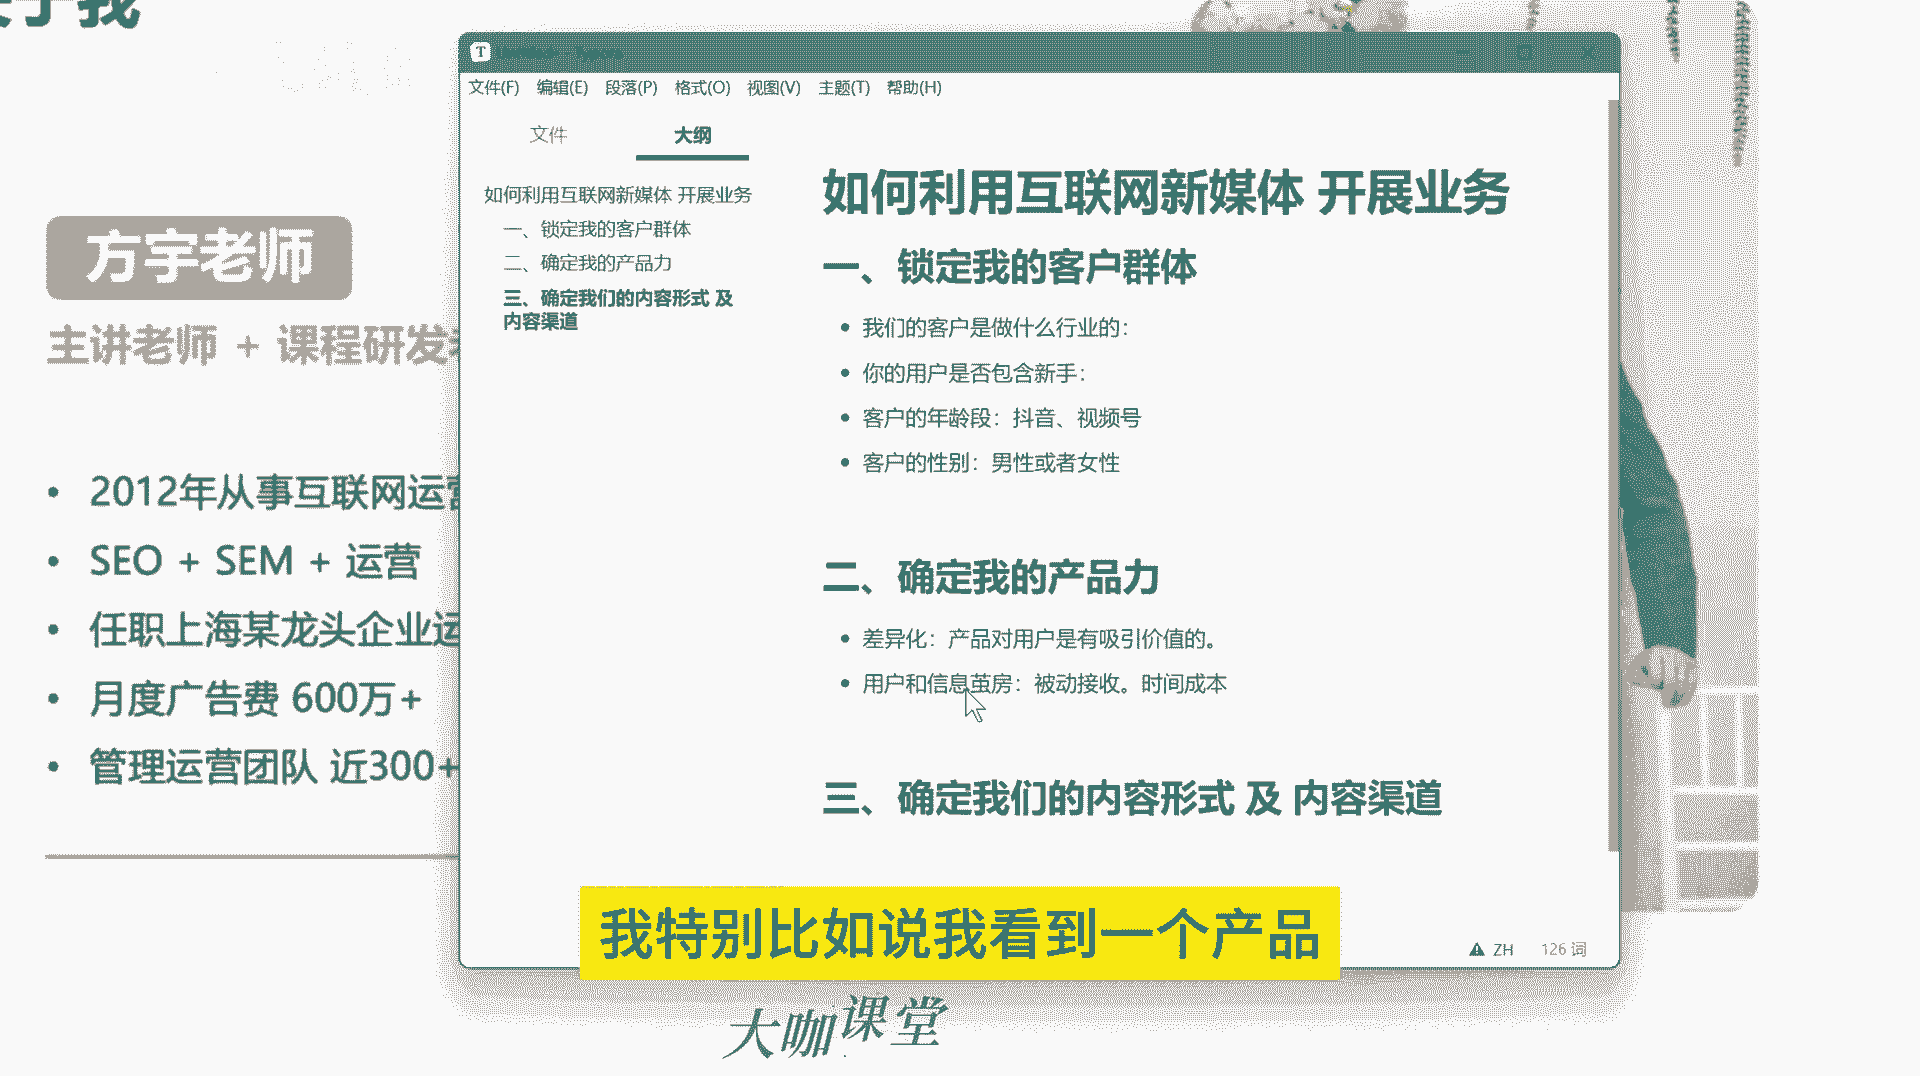 于我
方宇老师
主讲老师 + 课程研发
2012年从事互联网运营
SEO + SEM + 运营
任职上海某龙头企业运
月度广告费 600万+
管理运营团队 近300+
T
文件(F) 编辑(E) 段落(P) 格式(O) 视图(V) 主题(T) 帮助(H)
文件 大纲
如何利用互联网新媒体 开展业务
一、锁定我的客户群体
二、确定我的产品力
三、确定我们的内容形式 及
内容渠道
如何利用互联网新媒体 开展业务
一、锁定我的客户群体
我们的客户是做什么行业的：
你的用户是否包含新手：
客户的年龄段：抖音、视频号
客户的性别：男性或者女性
二、确定我的产品力
差异化：产品对用户是有吸引价值的。
用户和信息茧房：被动接收。时间成本
三、确定我们的内容形式 及 内容渠道
ZH 126 词
我特别比如说我看到一个产品
大咖课堂